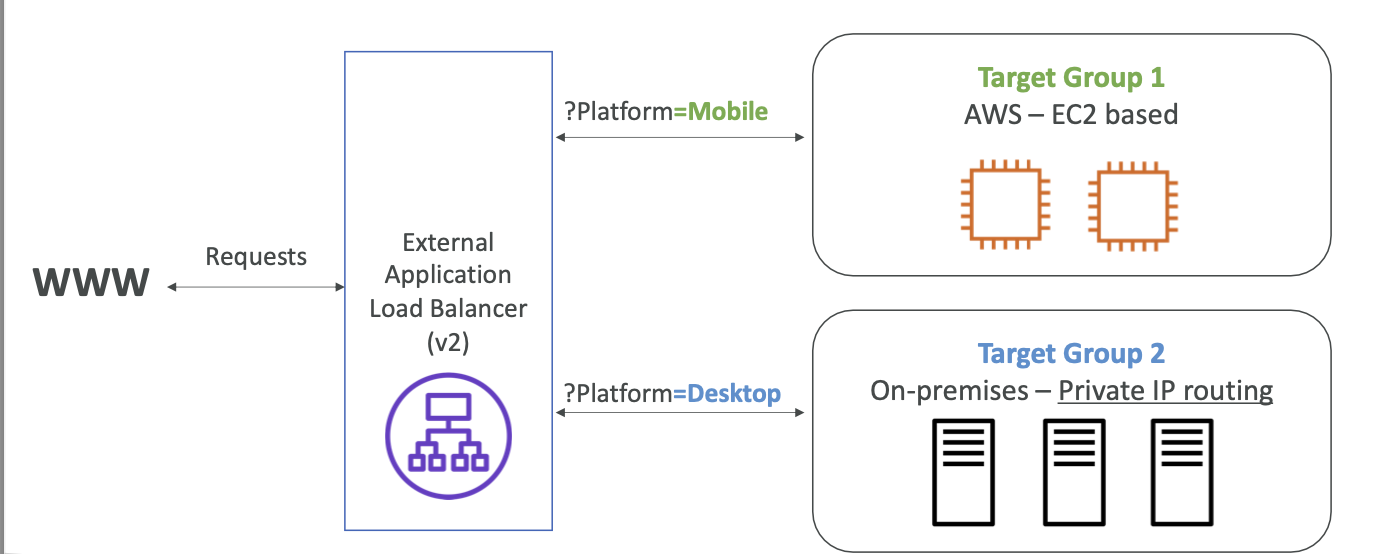 WWW
Requests
External
Application
Load Balancer
(v2)
?Platform=Mobile
Target Group 1
AWS – EC2 based
?Platform=Desktop
Target Group 2
On-premises – Private IP routing